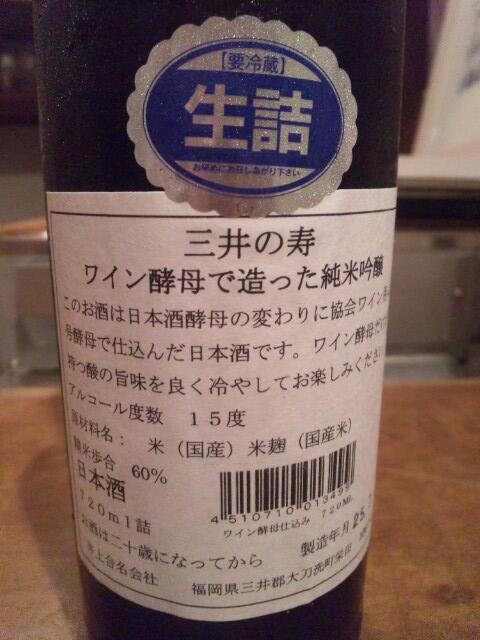 【要冷蔵】
生詰
お早めにお召しあがり下さい
三井の寿
ワイン酵母で造った純米吟醸
このお酒は日本酒酵母の変わりに協会ワイン
号酵母で仕込んだ日本酒です。ワイン酵母だけ
持つ酸の旨味を良く冷やしてお楽しみください
アルコール度数 15度
原材料名: 米(国産)米麹(国産米)
精米歩合 60%
日本酒
720ml詰
4510710013499
ワイン酵母仕込み 720ML
お酒は二十歳になってから
製造年月25.
井上合名会社 福岡県三井郡大刀洗町栄田